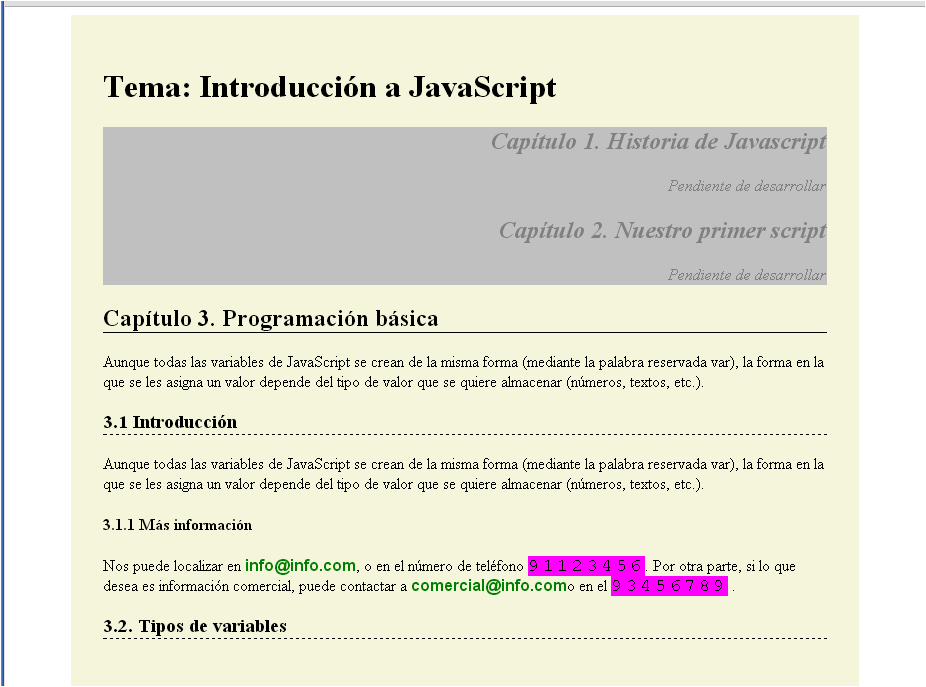 Tema: Introducción a JavaScript
Capítulo 1. Historia de Javascript
Pendiente de desarrollar
Capítulo 2. Nuestro primer script
Pendiente de desarrollar
Capítulo 3. Programación básica
Aunque todas las variables de JavaScript se crean de la misma forma (mediante la palabra reservada var), la forma en la
que se les asigna un valor depende del tipo de valor que se quiere almacenar (números, textos, etc.).
3.1 Introducción
Aunque todas las variables de JavaScript se crean de la misma forma (mediante la palabra reservada var), la forma en la
que se les asigna un valor depende del tipo de valor que se quiere almacenar (números, textos, etc.).
3.1.1 Más información
Nos puede localizar en info@info.com, o en el número de teléfono 9 1 1 2 3 4 5 6 . Por otra parte, si lo que
desea es información comercial, puede contactar a comercial@info.como en el 9 3 4 5 6 7 8 9 .
3.2. Tipos de variables